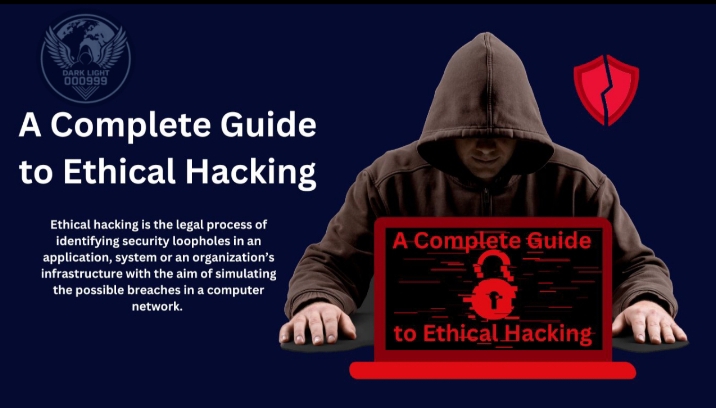 DARK LIGHT
000999
A Complete Guide
to Ethical Hacking
Ethical hacking is the legal process of
identifying security loopholes in an
application, system or an organization's
infrastructure with the aim of simulating
the possible breaches in a computer
network.
A Complete Guide
to Ethical Hacking